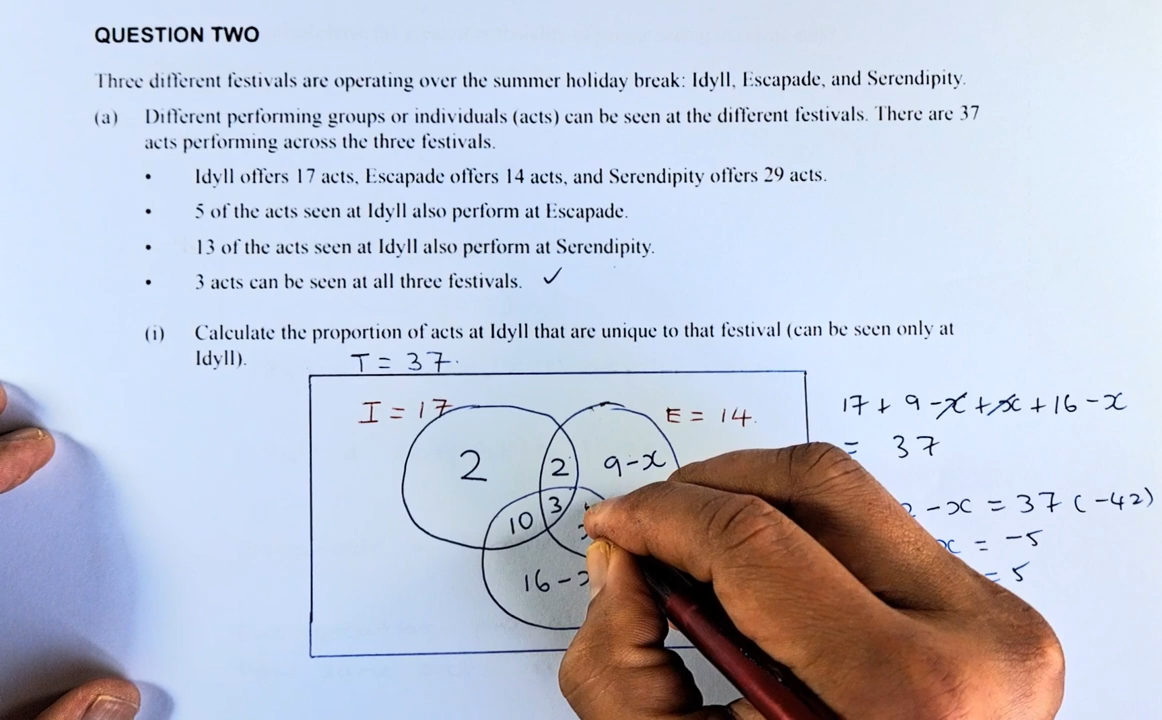 QUESTION TWO
Three different festivals are operating over the summer holiday break: Idyll, Escapade, and Serendipity.
(a) Different performing groups or individuals (acts) can be seen at the different festivals. There are 37
acts performing across the three festivals.
• Idyll offers 17 acts, Escapade offers 14 acts, and Serendipity offers 29 acts.
• 5 of the acts seen at Idyll also perform at Escapade.
• 13 of the acts seen at Idyll also perform at Serendipity.
• 3 acts can be seen at all three festivals. ✓
(i) Calculate the proportion of acts at Idyll that are unique to that festival (can be seen only at
Idyll).
T = 37.
I = 17
E = 14.
17 + 9 - x + x + 16 - x
= 37
2
2
9-x
- x = 37 (-42)
10
3
x = -5
16 -
= 5